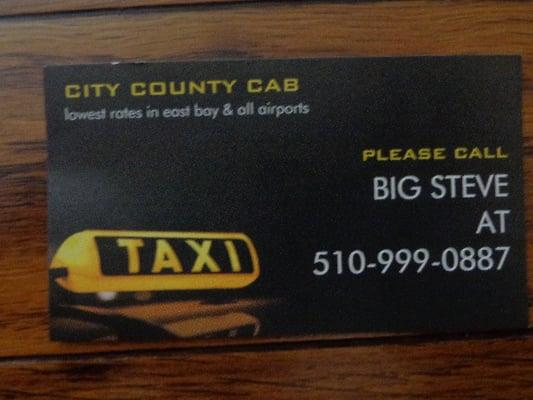 CITY COUNTY CAB
lowest rates in east bay & all airports
PLEASE CALL
BIG STEVE
AT
510-999-0887
TAXI